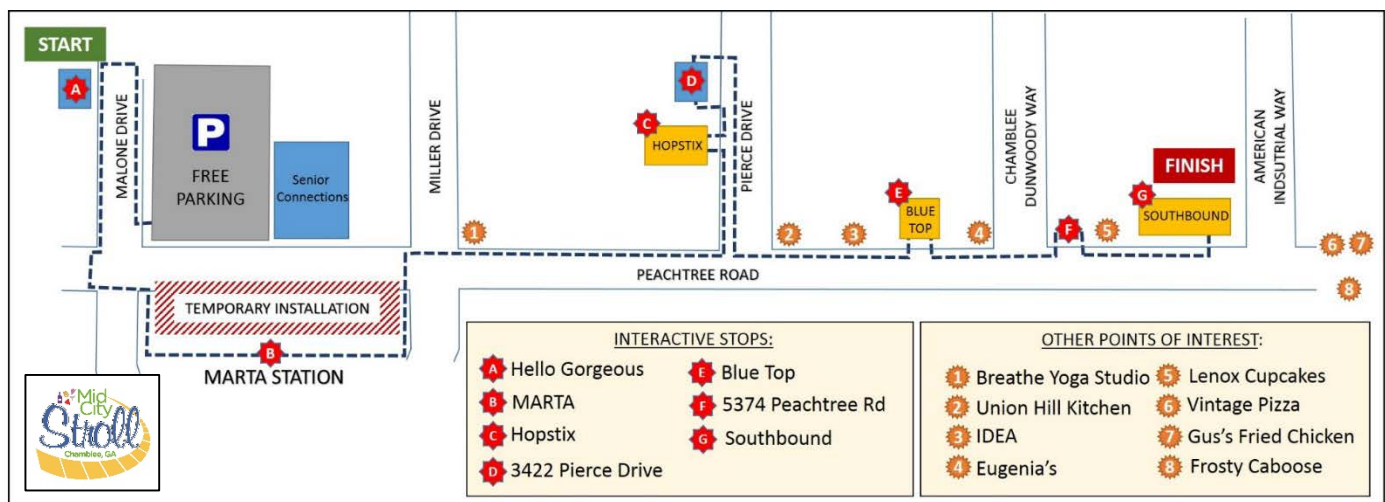 START
A
MALONE DRIVE
P
FREE
PARKING
Senior
Connections
MILLER DRIVE
D
C
HOPSTIX
PIERCE DRIVE
E
BLUE
TOP
CHAMBLEE
DUNWOODY WAY
FINISH
G
SOUTHBOUND
AMERICAN
INDSUTRIAL WAY
1
2
3
4
F
5
6
7
8
PEACHTREE ROAD
TEMPORARY INSTALLATION
B
MARTA STATION
Mid
City
Stroll
Chamblee, GA
INTERACTIVE STOPS:
A Hello Gorgeous
B MARTA
C Hopstix
D 3422 Pierce Drive
E Blue Top
F 5374 Peachtree Rd
G Southbound
OTHER POINTS OF INTEREST:
1 Breathe Yoga Studio
2 Union Hill Kitchen
3 IDEA
4 Eugenia's
5 Lenox Cupcakes
6 Vintage Pizza
7 Gus's Fried Chicken
8 Frosty Caboose